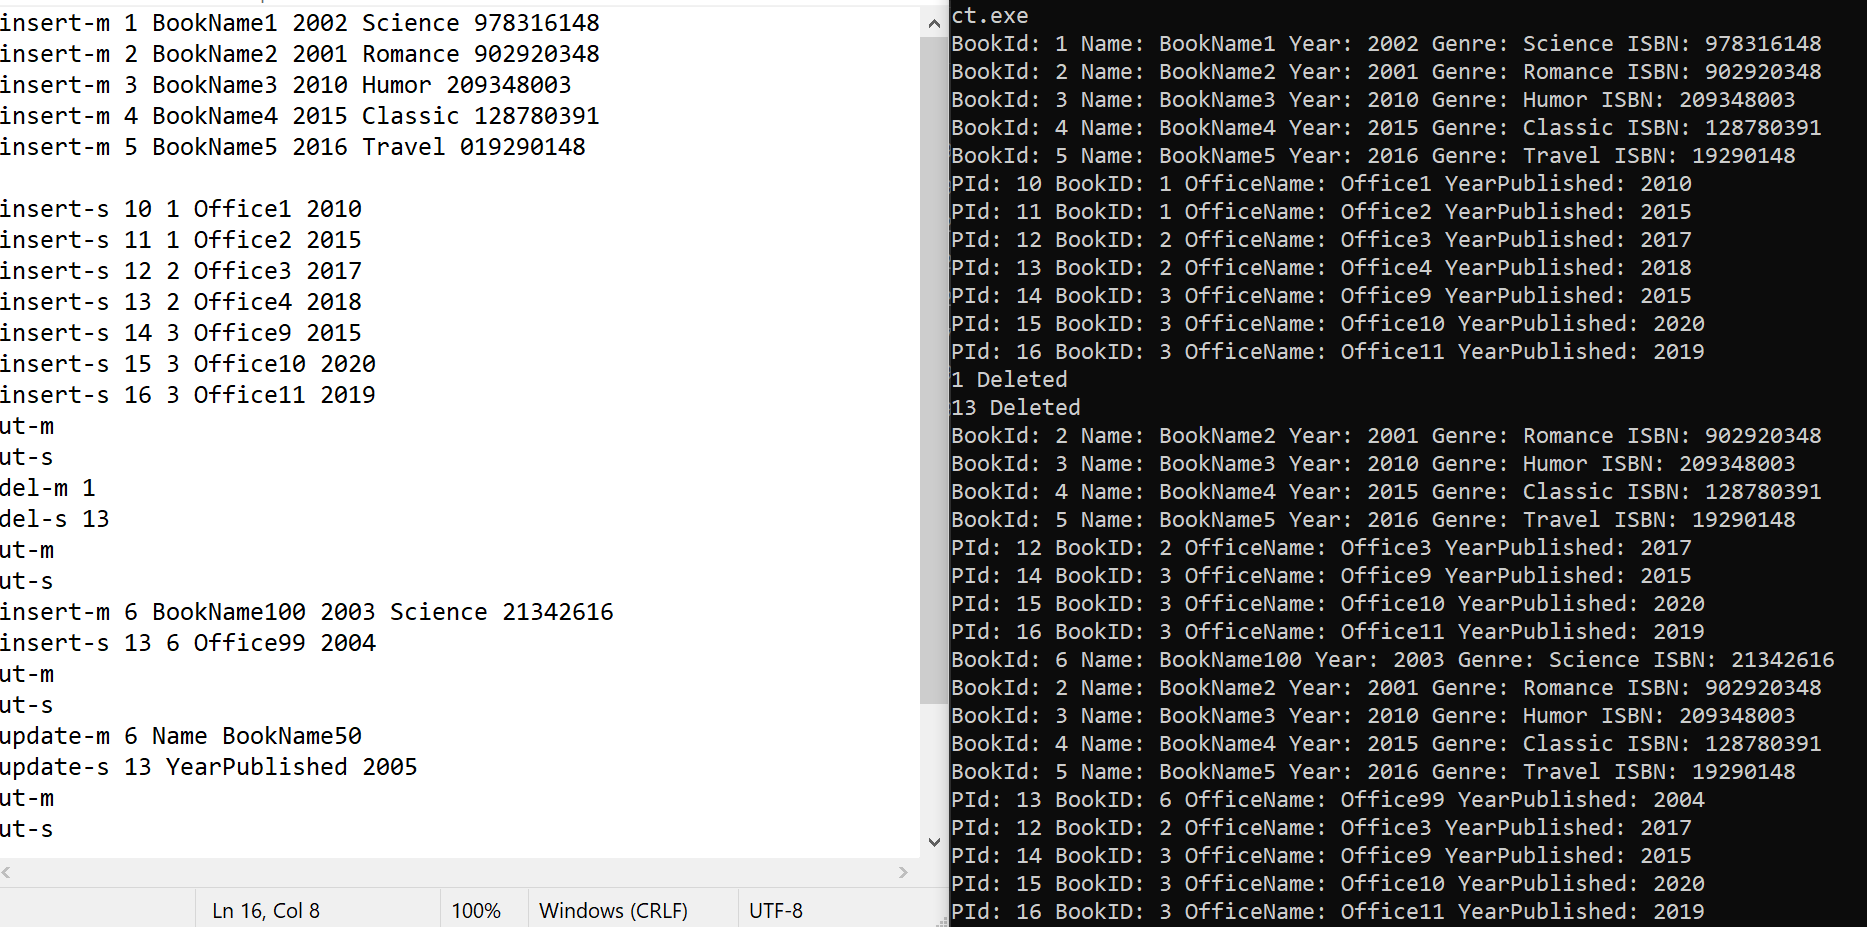 insert-m 1 BookName1 2002 Science 978316148
insert-m 2 BookName2 2001 Romance 902920348
insert-m 3 BookName3 2010 Humor 209348003
insert-m 4 BookName4 2015 Classic 128780391
insert-m 5 BookName5 2016 Travel 019290148
insert-s 10 1 Office1 2010
insert-s 11 1 Office2 2015
insert-s 12 2 Office3 2017
insert-s 13 2 Office4 2018
insert-s 14 3 Office9 2015
insert-s 15 3 Office10 2020
insert-s 16 3 Office11 2019
ut-m
ut-s
del-m 1
del-s 13
ut-m
ut-s
insert-m 6 BookName100 2003 Science 21342616
insert-s 13 6 Office99 2004
ut-m
ut-s
update-m 6 Name BookName50
update-s 13 YearPublished 2005
ut-m
ut-s
Ln 16, Col 8
100%
Windows (CRLF)
UTF-8
ct.exe
BookId: 1 Name: BookName1 Year: 2002 Genre: Science ISBN: 978316148
BookId: 2 Name: BookName2 Year: 2001 Genre: Romance ISBN: 902920348
BookId: 3 Name: BookName3 Year: 2010 Genre: Humor ISBN: 209348003
BookId: 4 Name: BookName4 Year: 2015 Genre: Classic ISBN: 128780391
BookId: 5 Name: BookName5 Year: 2016 Genre: Travel ISBN: 19290148
PId: 10 BookID: 1 OfficeName: Office1 YearPublished: 2010
PId: 11 BookID: 1 OfficeName: Office2 YearPublished: 2015
PId: 12 BookID: 2 OfficeName: Office3 YearPublished: 2017
PId: 13 BookID: 2 OfficeName: Office4 YearPublished: 2018
PId: 14 BookID: 3 OfficeName: Office9 YearPublished: 2015
PId: 15 BookID: 3 OfficeName: Office10 YearPublished: 2020
PId: 16 BookID: 3 OfficeName: Office11 YearPublished: 2019
1 Deleted
13 Deleted
BookId: 2 Name: BookName2 Year: 2001 Genre: Romance ISBN: 902920348
BookId: 3 Name: BookName3 Year: 2010 Genre: Humor ISBN: 209348003
BookId: 4 Name: BookName4 Year: 2015 Genre: Classic ISBN: 128780391
BookId: 5 Name: BookName5 Year: 2016 Genre: Travel ISBN: 19290148
PId: 12 BookID: 2 OfficeName: Office3 YearPublished: 2017
PId: 14 BookID: 3 OfficeName: Office9 YearPublished: 2015
PId: 15 BookID: 3 OfficeName: Office10 YearPublished: 2020
PId: 16 BookID: 3 OfficeName: Office11 YearPublished: 2019
BookId: 6 Name: BookName100 Year: 2003 Genre: Science ISBN: 21342616
BookId: 2 Name: BookName2 Year: 2001 Genre: Romance ISBN: 902920348
BookId: 3 Name: BookName3 Year: 2010 Genre: Humor ISBN: 209348003
BookId: 4 Name: BookName4 Year: 2015 Genre: Classic ISBN: 128780391
BookId: 5 Name: BookName5 Year: 2016 Genre: Travel ISBN: 19290148
PId: 13 BookID: 6 OfficeName: Office99 YearPublished: 2004
PId: 12 BookID: 2 OfficeName: Office3 YearPublished: 2017
PId: 14 BookID: 3 OfficeName: Office9 YearPublished: 2015
PId: 15 BookID: 3 OfficeName: Office10 YearPublished: 2020
PId: 16 BookID: 3 OfficeName: Office11 YearPublished: 2019